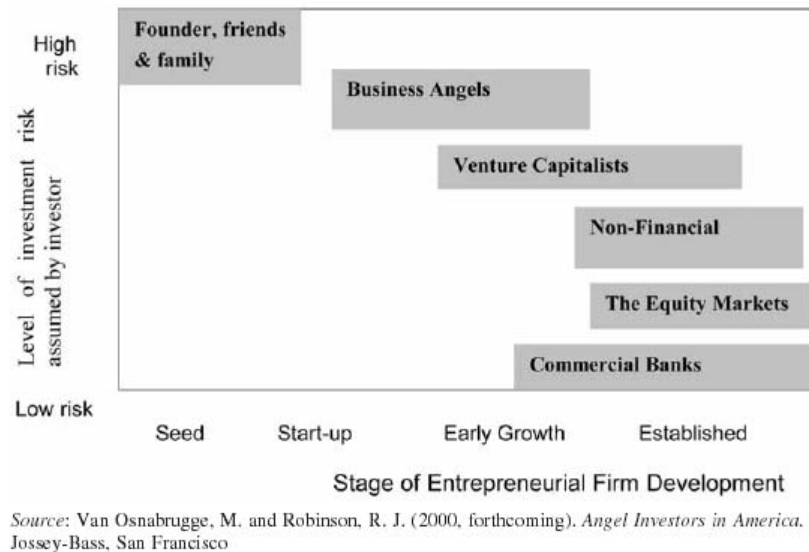 High
risk
Level of investment risk
assumed by investor
Low risk
Founder, friends
& family
Business Angels
Venture Capitalists
Non-Financial
The Equity Markets
Commercial Banks
Seed
Start-up
Early Growth
Established
Stage of Entrepreneurial Firm Development
Source: Van Osnabrugge, M. and Robinson, R. J. (2000, forthcoming). Angel Investors in America.
Jossey-Bass, San Francisco